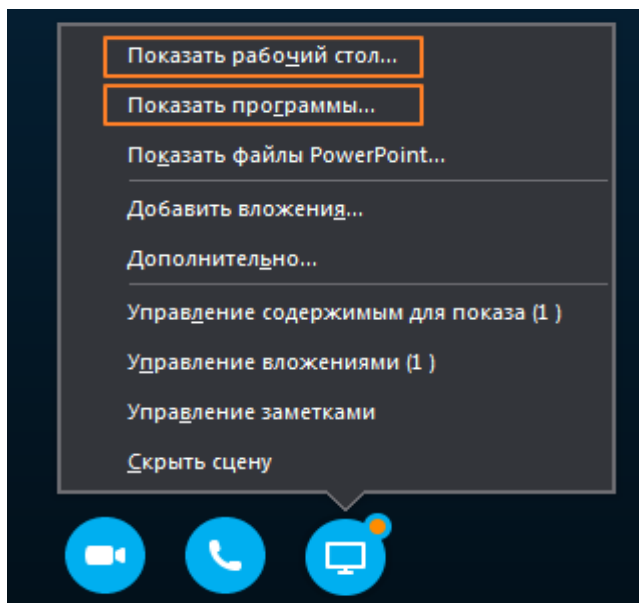 Показать рабочий стол...
Показать программы...
Показать файлы PowerPoint...
Добавить вложения...
Дополнительно...
Управление содержимым для показа (1 )
Управление вложениями (1 )
Управление заметками
Скрыть сцену